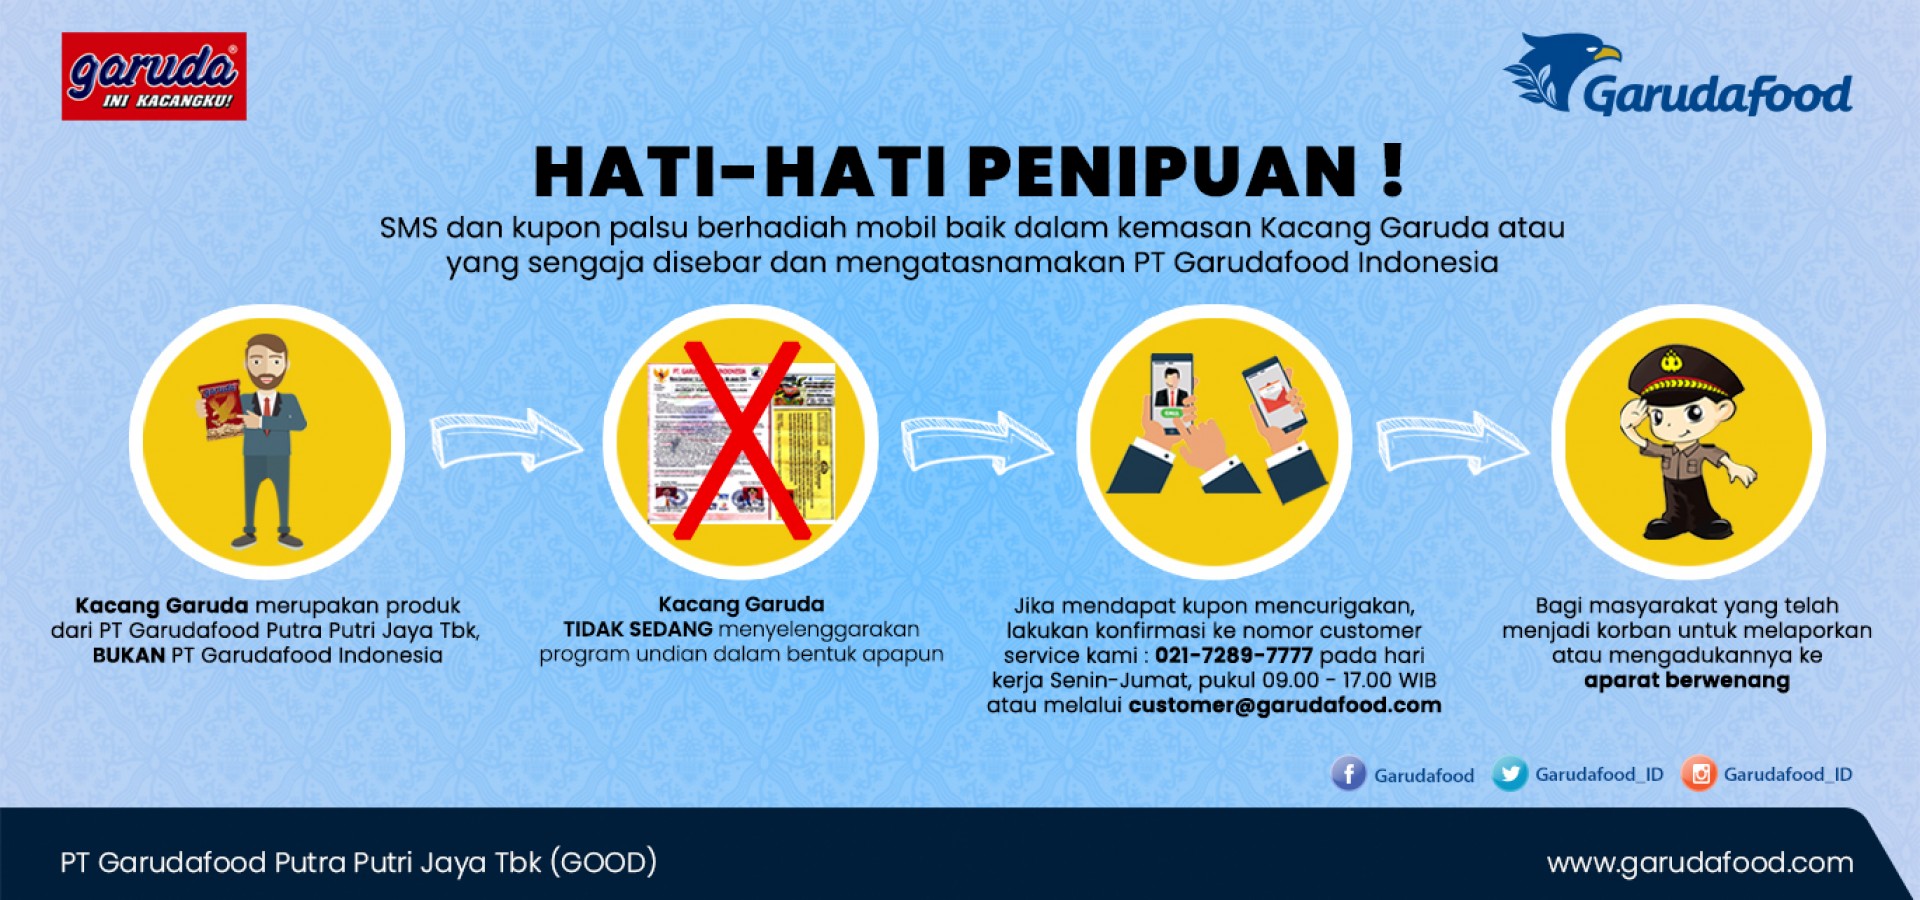 garuda®
INI KACANGKU!
Garudafood
HATI-HATI PENIPUAN !
SMS dan kupon palsu berhadiah mobil baik dalam kemasan Kacang Garuda atau
yang sengaja disebar dan mengatasnamakan PT Garudafood Indonesia
Kacang Garuda merupakan produk
dari PT Garudafood Putra Putri Jaya Tbk,
BUKAN PT Garudafood Indonesia
Kacang Garuda
TIDAK SEDANG menyelenggarakan
program undian dalam bentuk apapun
CALL
Jika mendapat kupon mencurigakan,
lakukan konfirmasi ke nomor customer
service kami : 021-7289-7777 pada hari
kerja Senin-Jumat, pukul 09.00 - 17.00 WIB
atau melalui customer@garudafood.com
Bagi masyarakat yang telah
menjadi korban untuk melaporkan
atau mengadukannya ke
aparat berwenang
Garudafood
Garudafood_ID
Garudafood_ID
PT Garudafood Putra Putri Jaya Tbk (GOOD)
www.garudafood.com